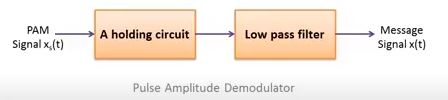 PAM
Signal xₛ(t)
A holding circuit
Low pass filter
Message
Signal x(t)
Pulse Amplitude Demodulator